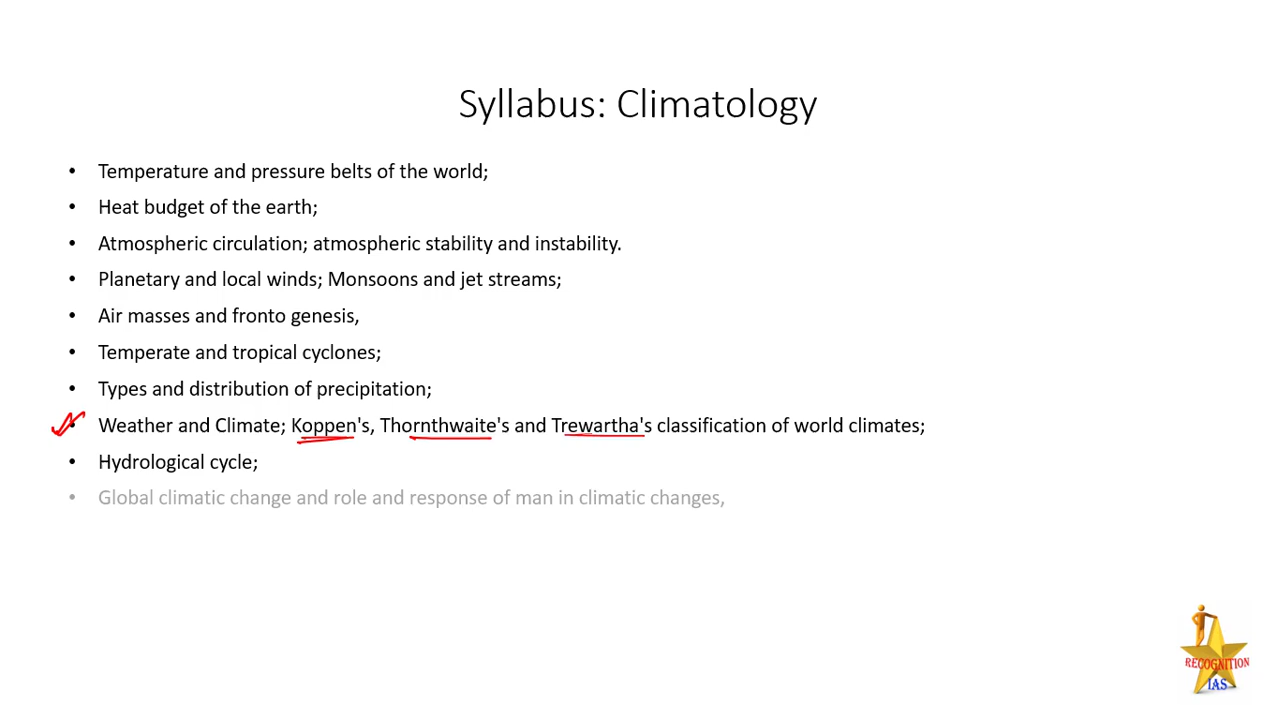 Syllabus: Climatology
• Temperature and pressure belts of the world;
• Heat budget of the earth;
• Atmospheric circulation; atmospheric stability and instability.
• Planetary and local winds; Monsoons and jet streams;
• Air masses and fronto genesis,
• Temperate and tropical cyclones;
• Types and distribution of precipitation;
• Weather and Climate; Koppen's, Thornthwaite's and Trewartha's classification of world climates;
• Hydrological cycle;
• Global climatic change and role and response of man in climatic changes,
RECOGNITION
IAS